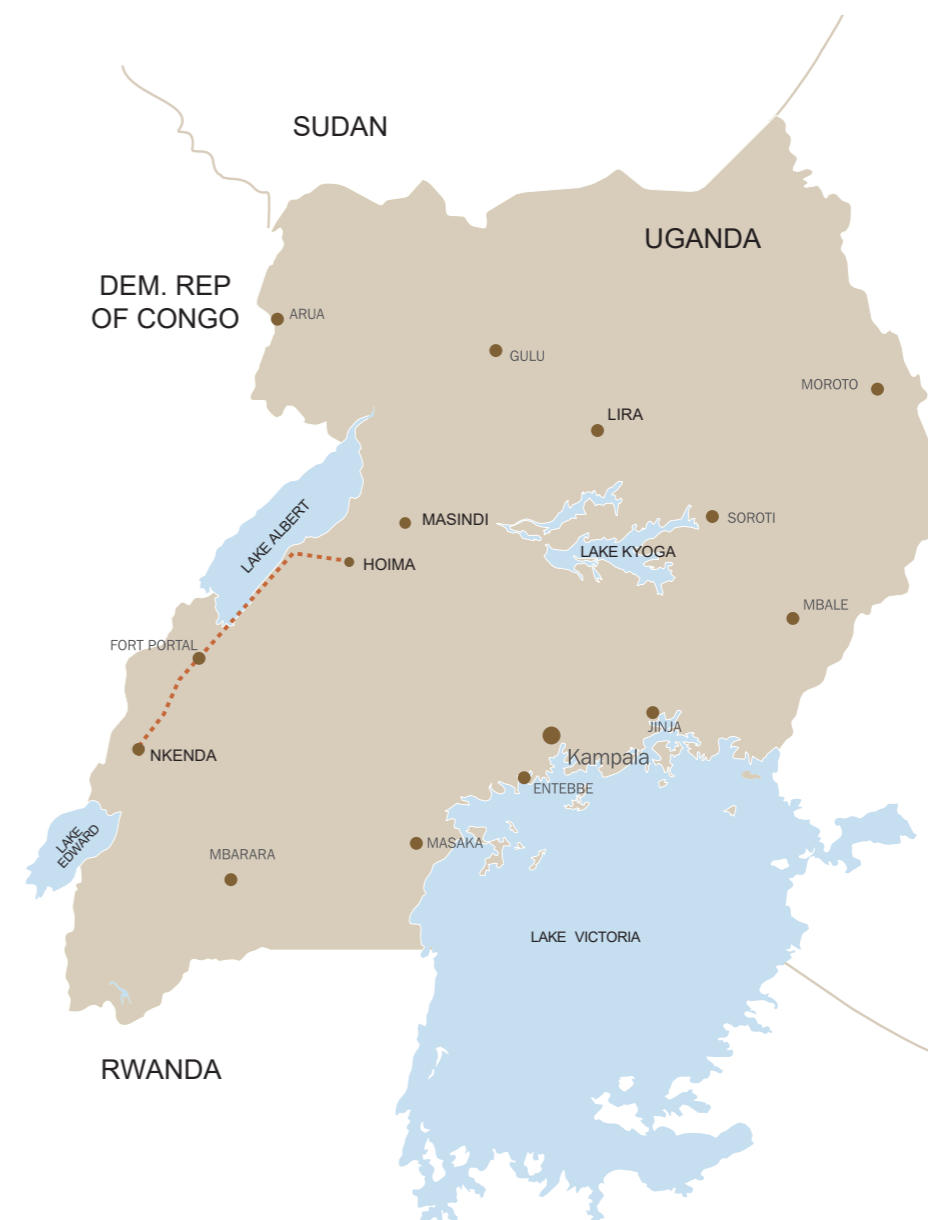 SUDAN
UGANDA
DEM. REP
OF CONGO
ARUA
GULU
MOROTO
LIRA
LAKE ALBERT
MASINDI
SOROTI
LAKE KYOGA
HOIMA
MBALE
FORT PORTAL
JINJA
NKENDA
Kampala
ENTEBBE
LAKE
EDWARD
MASAKA
MBARARA
LAKE VICTORIA
RWANDA